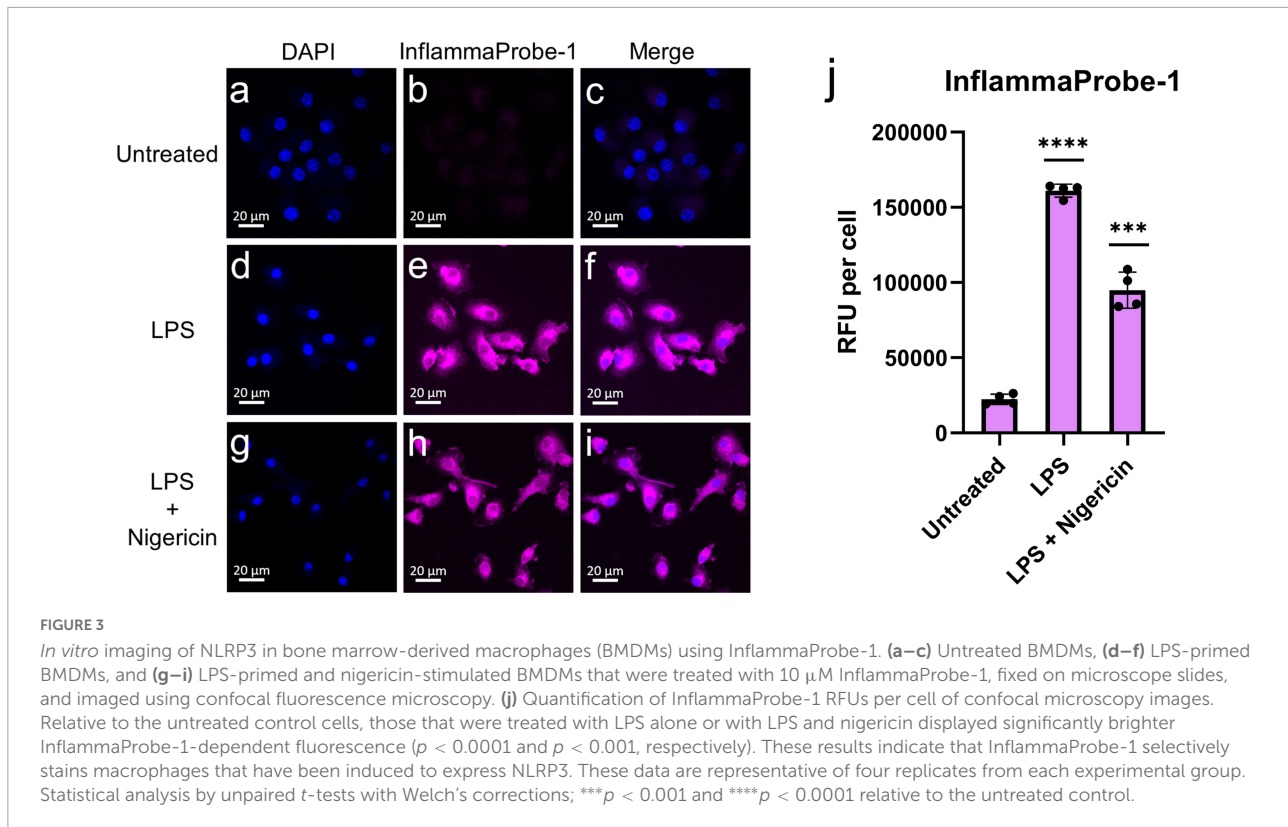 DAPI InflammaProbe-1 Merge
a b c
Untreated
20 µm 20 µm 20 µm
d e f
LPS
20 µm 20 µm 20 µm
g h i
LPS
+
Nigericin
20 µm 20 µm 20 µm
j
InflammaProbe-1
RFU per cell
200000
150000
100000
50000
0
****
***
Untreated
LPS
LPS + Nigericin
FIGURE 3
In vitro imaging of NLRP3 in bone marrow-derived macrophages (BMDMs) using InflammaProbe-1. (a–c) Untreated BMDMs, (d–f) LPS-primed
BMDMs, and (g–i) LPS-primed and nigericin-stimulated BMDMs that were treated with 10 µM InflammaProbe-1, fixed on microscope slides,
and imaged using confocal fluorescence microscopy. (j) Quantification of InflammaProbe-1 RFUs per cell of confocal microscopy images.
Relative to the untreated control cells, those that were treated with LPS alone or with LPS and nigericin displayed significantly brighter
InflammaProbe-1-dependent fluorescence (p < 0.0001 and p < 0.001, respectively). These results indicate that InflammaProbe-1 selectively
stains macrophages that have been induced to express NLRP3. These data are representative of four replicates from each experimental group.
Statistical analysis by unpaired t-tests with Welch's corrections; ***p < 0.001 and ****p < 0.0001 relative to the untreated control.